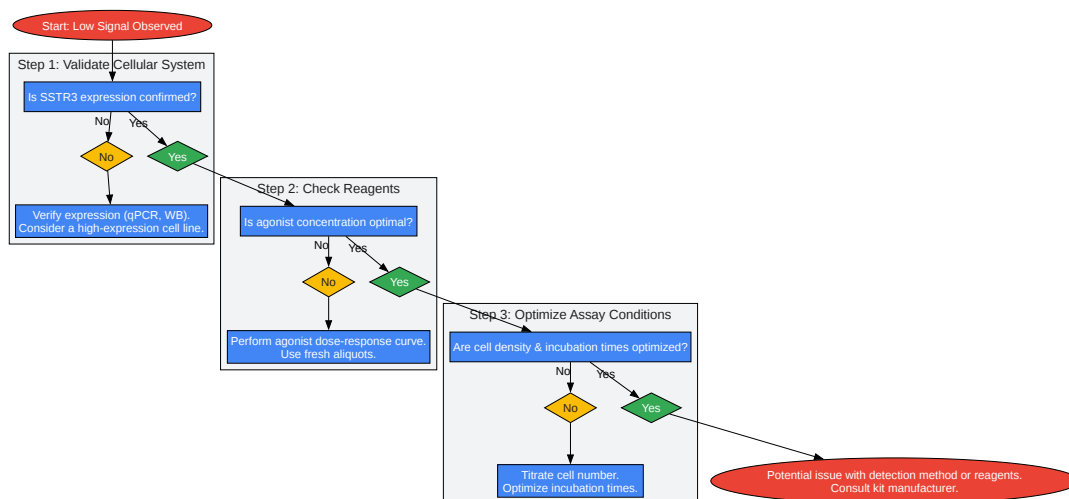 Start: Low Signal Observed
Step 1: Validate Cellular System
Is SSTR3 expression confirmed?
No
Yes
No
Yes
Verify expression (qPCR, WB).
Consider a high-expression cell line.
Step 2: Check Reagents
Is agonist concentration optimal?
No
Yes
No
Yes
Perform agonist dose-response curve.
Use fresh aliquots.
Step 3: Optimize Assay Conditions
Are cell density & incubation times optimized?
No
Yes
No
Yes
Titrate cell number.
Optimize incubation times.
Potential issue with detection method or reagents.
Consult kit manufacturer.